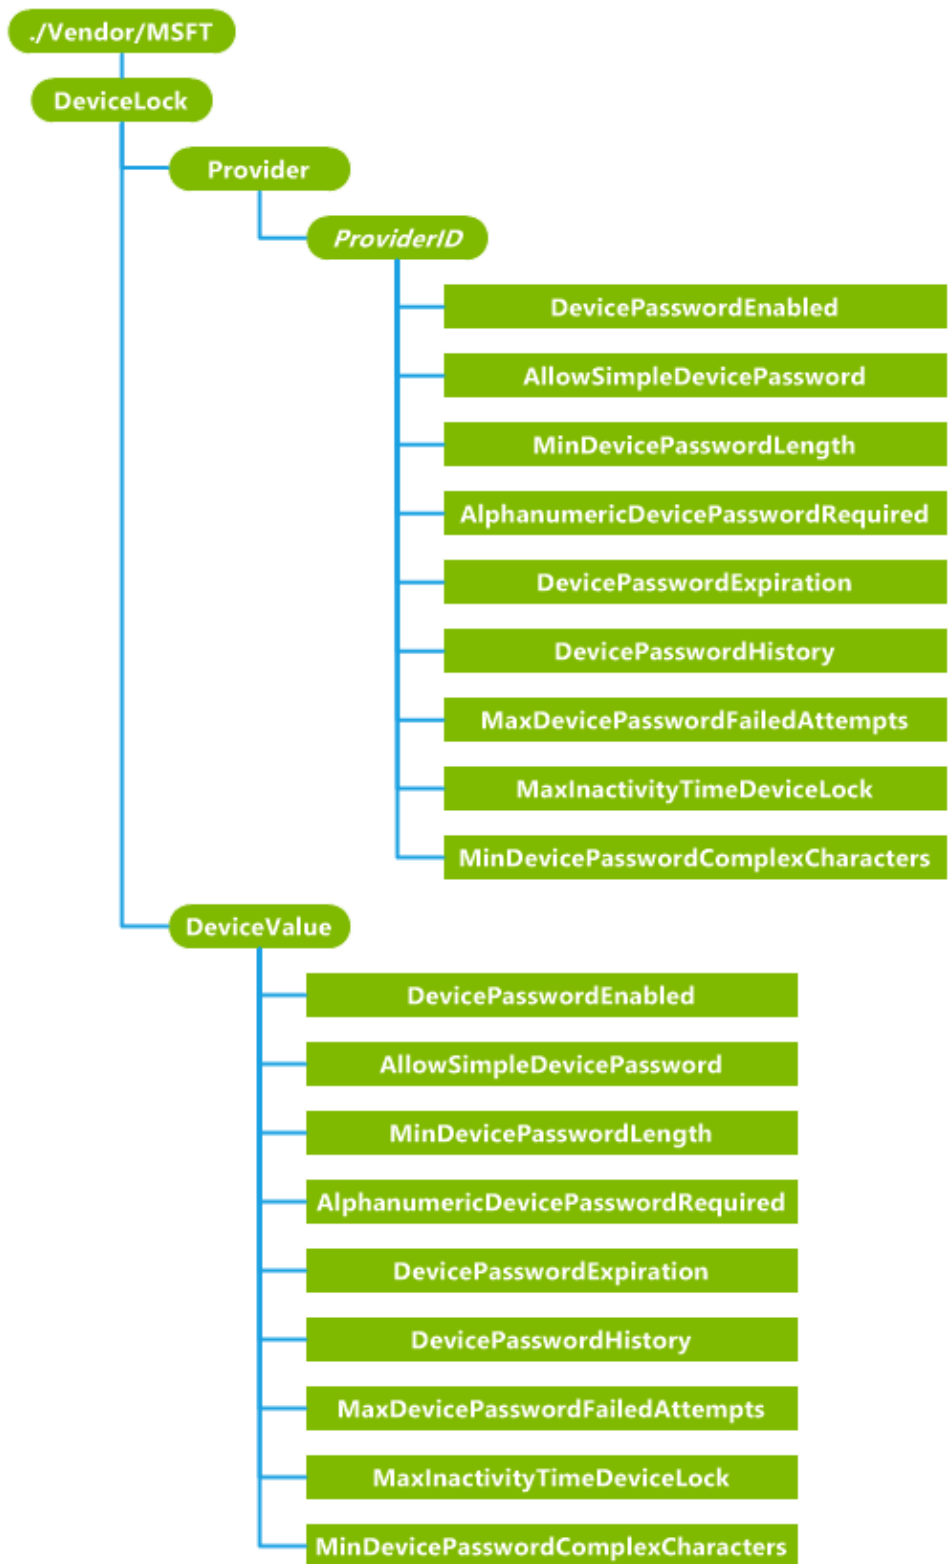 ./Vendor/MSFT
DeviceLock
Provider
ProviderID
DevicePasswordEnabled
AllowSimpleDevicePassword
MinDevicePasswordLength
AlphanumericDevicePasswordRequired
DevicePasswordExpiration
DevicePasswordHistory
MaxDevicePasswordFailedAttempts
MaxInactivityTimeDeviceLock
MinDevicePasswordComplexCharacters
DeviceValue
DevicePasswordEnabled
AllowSimpleDevicePassword
MinDevicePasswordLength
AlphanumericDevicePasswordRequired
DevicePasswordExpiration
DevicePasswordHistory
MaxDevicePasswordFailedAttempts
MaxInactivityTimeDeviceLock
MinDevicePasswordComplexCharacters